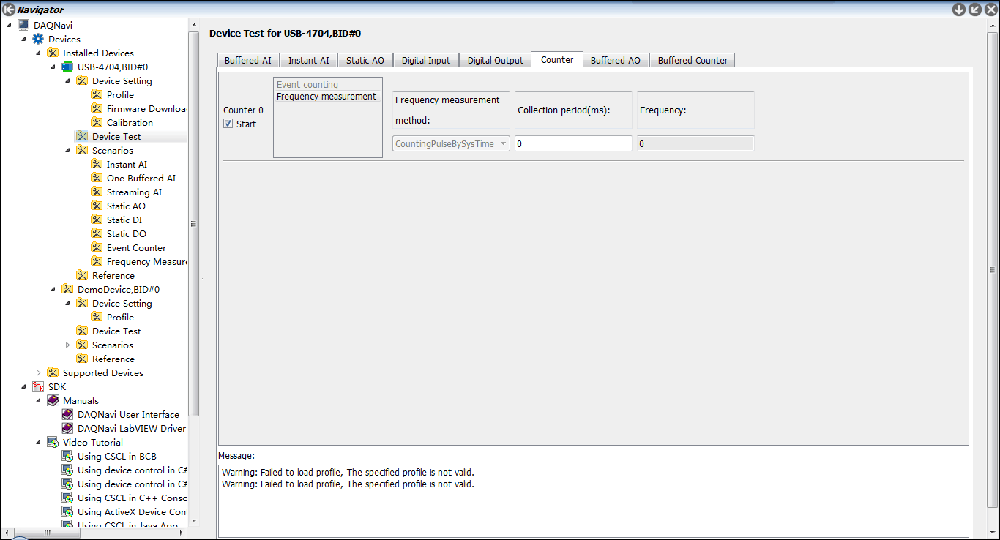 Navigator
DAQNavi
Devices
Installed Devices
USB-4704,BID#0
Device Setting
Profile
Firmware Downloa
Calibration
Device Test
Scenarios
Instant AI
One Buffered AI
Streaming AI
Static AO
Static DI
Static DO
Event Counter
Frequency Measure
Reference
DemoDevice,BID#0
Device Setting
Profile
Device Test
Scenarios
Reference
Supported Devices
SDK
Manuals
DAQNavi User Interface
DAQNavi LabVIEW Driver
Video Tutorial
Using CSCL in BCB
Using device control in C#
Using device control in C#
Using CSCL in C++ Conso
Using ActiveX Device Cont
Using CSCL in Java App
Device Test for USB-4704,BID#0
Buffered AI Instant AI Static AO Digital Input Digital Output Counter Buffered AO Buffered Counter
Counter 0
Start
Event counting
Frequency measurement
Frequency measurement
method:
CountingPulseBySysTime
Collection period(ms):
0
Frequency:
0
Message:
Warning: Failed to load profile, The specified profile is not valid.
Warning: Failed to load profile, The specified profile is not valid.